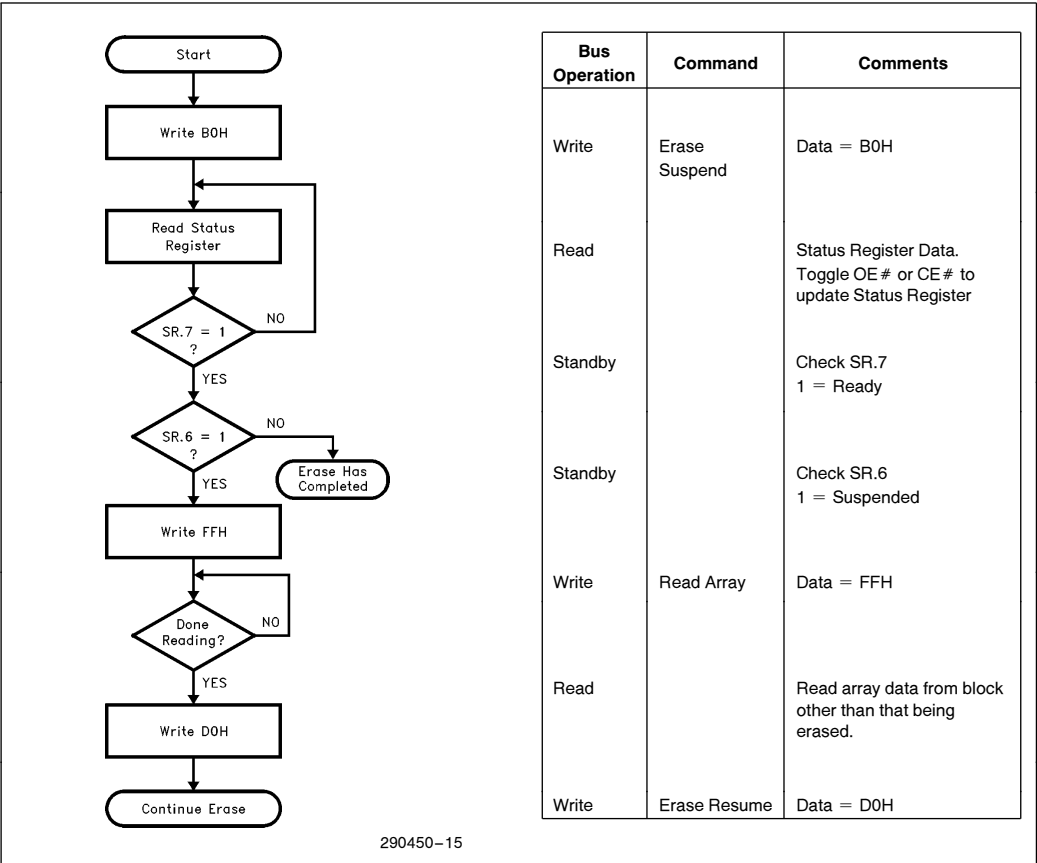 Start
Write B0H
Read Status
Register
SR.7 = 1
?
NO
YES
SR.6 = 1
?
NO
Erase Has
Completed
YES
Write FFH
Done
Reading?
NO
YES
Write D0H
Continue Erase
290450–15
Bus
Operation
Command
Comments
Write
Erase
Suspend
Data = B0H
Read
Status Register Data.
Toggle OE# or CE# to
update Status Register
Standby
Check SR.7
1 = Ready
Standby
Check SR.6
1 = Suspended
Write
Read Array
Data = FFH
Read
Read array data from block
other than that being
erased.
Write
Erase Resume
Data = D0H